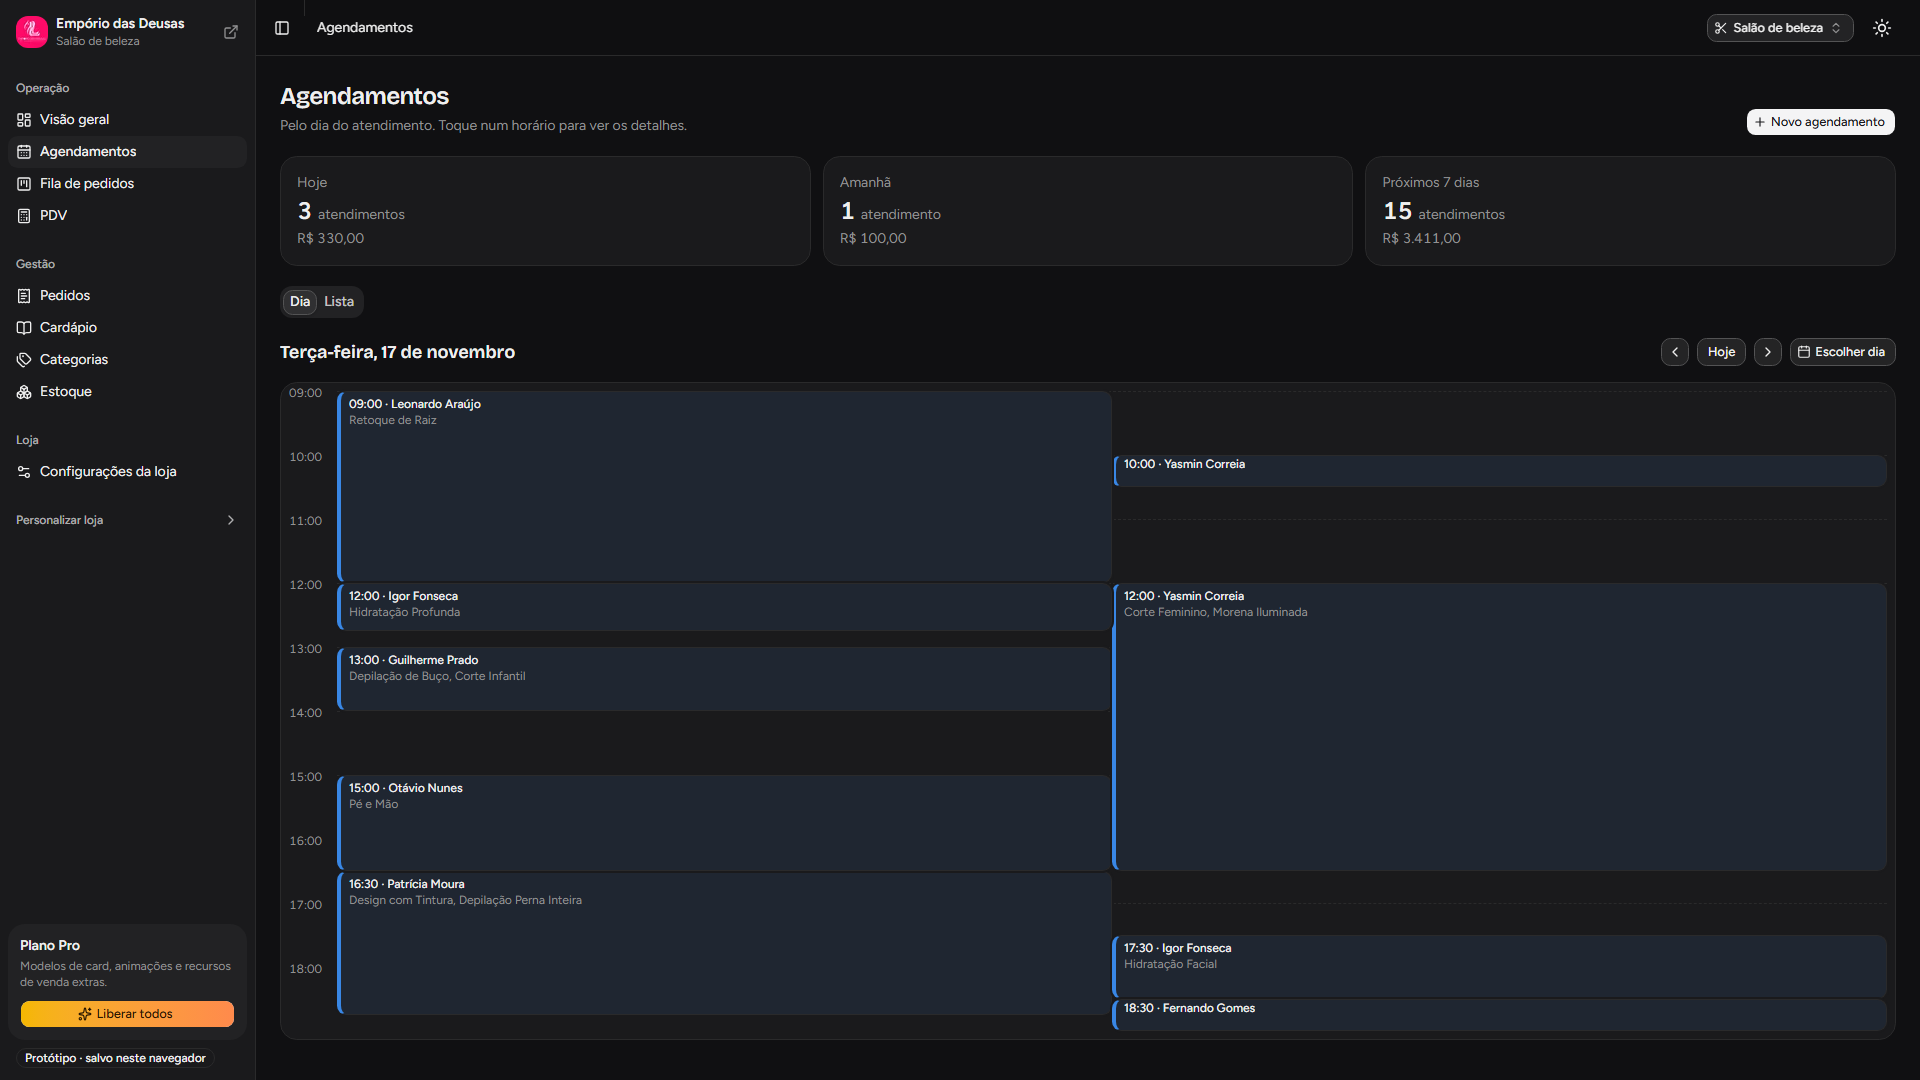 Empório das Deusas
Salão de beleza
Operação
Visão geral
Agendamentos
Fila de pedidos
PDV
Gestão
Pedidos
Cardápio
Categorias
Estoque
Loja
Configurações da loja
Personalizar loja
Plano Pro
Modelos de card, animações e recursos
de venda extras.
Liberar todos
Protótipo · salvo neste navegador
Agendamentos
Salão de beleza
Agendamentos
Pelo dia do atendimento. Toque num horário para ver os detalhes.
Novo agendamento
Hoje
3 atendimentos
R$ 330,00
Amanhã
1 atendimento
R$ 100,00
Próximos 7 dias
15 atendimentos
R$ 3.411,00
Dia Lista
Terça-feira, 17 de novembro
Hoje
Escolher dia
09:00
09:00 · Leonardo Araújo
Retoque de Raiz
10:00
10:00 · Yasmin Correia
11:00
12:00
12:00 · Igor Fonseca
Hidratação Profunda
12:00 · Yasmin Correia
Corte Feminino, Morena Iluminada
13:00
13:00 · Guilherme Prado
Depilação de Buço, Corte Infantil
14:00
15:00
15:00 · Otávio Nunes
Pé e Mão
16:00
16:30 · Patrícia Moura
Design com Tintura, Depilação Perna Inteira
17:00
17:30 · Igor Fonseca
Hidratação Facial
18:00
18:30 · Fernando Gomes